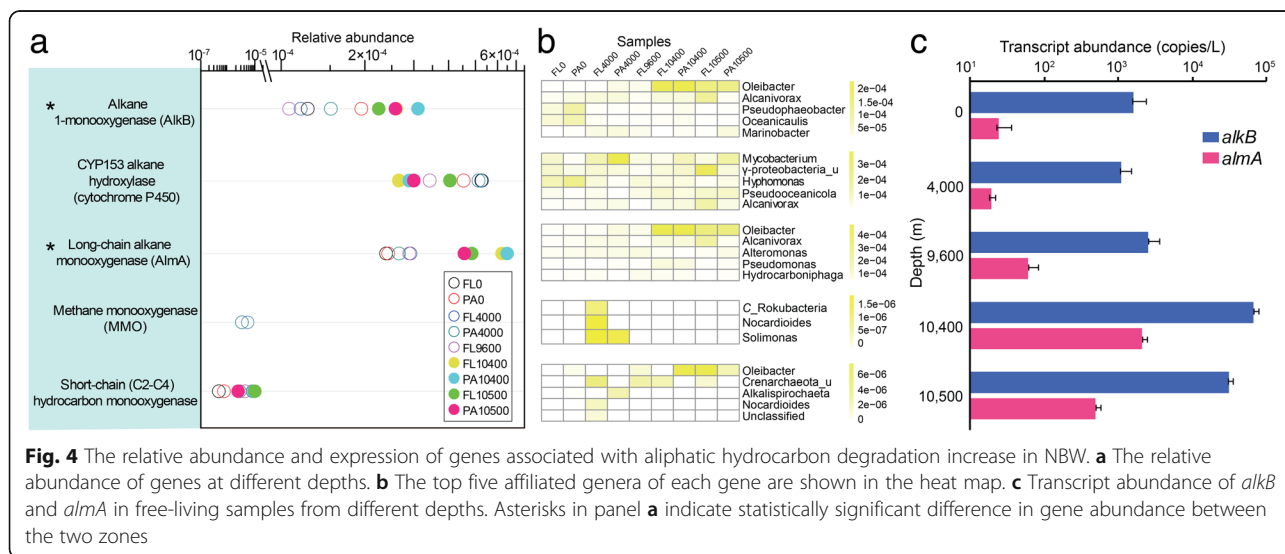 a
Relative abundance
10⁻⁷ 10⁻⁵ 10⁻⁴ 2×10⁻⁴ 6×10⁻⁴
* Alkane
1-monooxygenase (AlkB)
CYP153 alkane
hydroxylase
(cytochrome P450)
* Long-chain alkane
monooxygenase (AlmA)
Methane monooxygenase
(MMO)
Short-chain (C2-C4)
hydrocarbon monooxygenase
FL0
PA0
FL4000
PA4000
FL9600
FL10400
PA10400
FL10500
PA10500
b
Samples
FL0 PA0 FL4000 PA4000 FL9600 FL10400 PA10400 FL10500 PA10500
Oleibacter
Alcanivorax
Pseudophaeobacter
Oceanicaulis
Marinobacter
2e−04
1.5e−04
1e−04
5e−05
Mycobacterium
γ-proteobacteria_u
Hyphomonas
Pseudooceanicola
Alcanivorax
3e−04
2e−04
1e−04
Oleibacter
Alcanivorax
Alteromonas
Pseudomonas
Hydrocarboniphaga
4e−04
3e−04
2e−04
1e−04
C_Rokubacteria
Nocardioides
Solimonas
1.5e−06
1e−06
5e−07
0
Oleibacter
Crenarchaeota_u
Alkalispirochaeta
Nocardioides
Unclassified
6e−06
4e−06
2e−06
0
c
Transcript abundance (copies/L)
10¹ 10² 10³ 10⁴ 10⁵
Depth (m)
0
4,000
9,600
10,400
10,500
alkB
almA
Fig. 4 The relative abundance and expression of genes associated with aliphatic hydrocarbon degradation increase in NBW. a The relative
abundance of genes at different depths. b The top five affiliated genera of each gene are shown in the heat map. c Transcript abundance of alkB
and almA in free-living samples from different depths. Asterisks in panel a indicate statistically significant difference in gene abundance between
the two zones